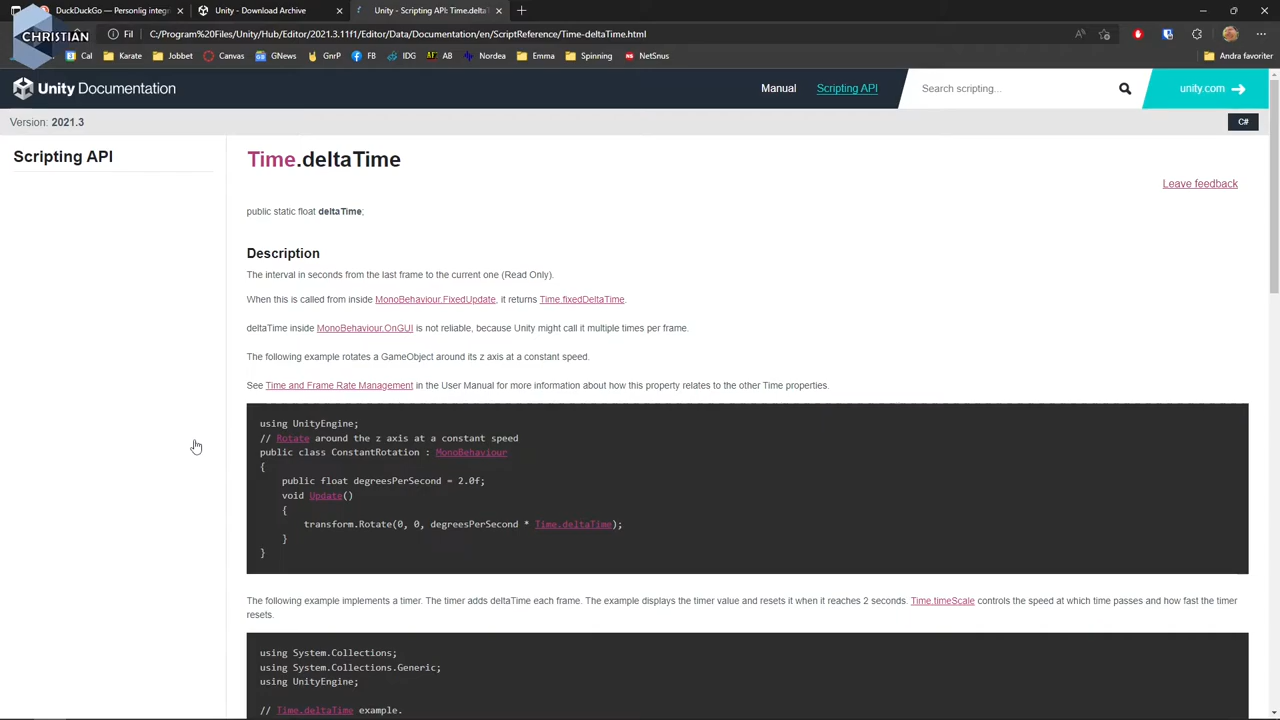 DuckDuckGo — Personlig integr
Unity - Download Archive
Unity - Scripting API: Time.delta
CHRISTIAN
Fil
C:/Program%20Files/Unity/Hub/Editor/2021.3.11f1/Editor/Data/Documentation/en/ScriptReference/Time-deltaTime.html
Cal
Karate
Jobbet
Canvas
GNews
GnrP
FB
IDG
AB
Nordea
Emma
Spinning
NetSnus
Andra favoriter
Unity Documentation
Manual
Scripting API
Search scripting...
unity.com
Version: 2021.3
C#
Scripting API
Time.deltaTime
Leave feedback
public static float deltaTime;
Description
The interval in seconds from the last frame to the current one (Read Only).
When this is called from inside MonoBehaviour.FixedUpdate, it returns Time.fixedDeltaTime.
deltaTime inside MonoBehaviour.OnGUI is not reliable, because Unity might call it multiple times per frame.
The following example rotates a GameObject around its z axis at a constant speed.
See Time and Frame Rate Management in the User Manual for more information about how this property relates to the other Time properties.
using UnityEngine;
// Rotate around the z axis at a constant speed
public class ConstantRotation : MonoBehaviour
{
public float degreesPerSecond = 2.0f;
void Update()
{
transform.Rotate(0, 0, degreesPerSecond * Time.deltaTime);
}
}
The following example implements a timer. The timer adds deltaTime each frame. The example displays the timer value and resets it when it reaches 2 seconds. Time.timeScale controls the speed at which time passes and how fast the timer
resets.
using System.Collections;
using System.Collections.Generic;
using UnityEngine;
// Time.deltaTime example.